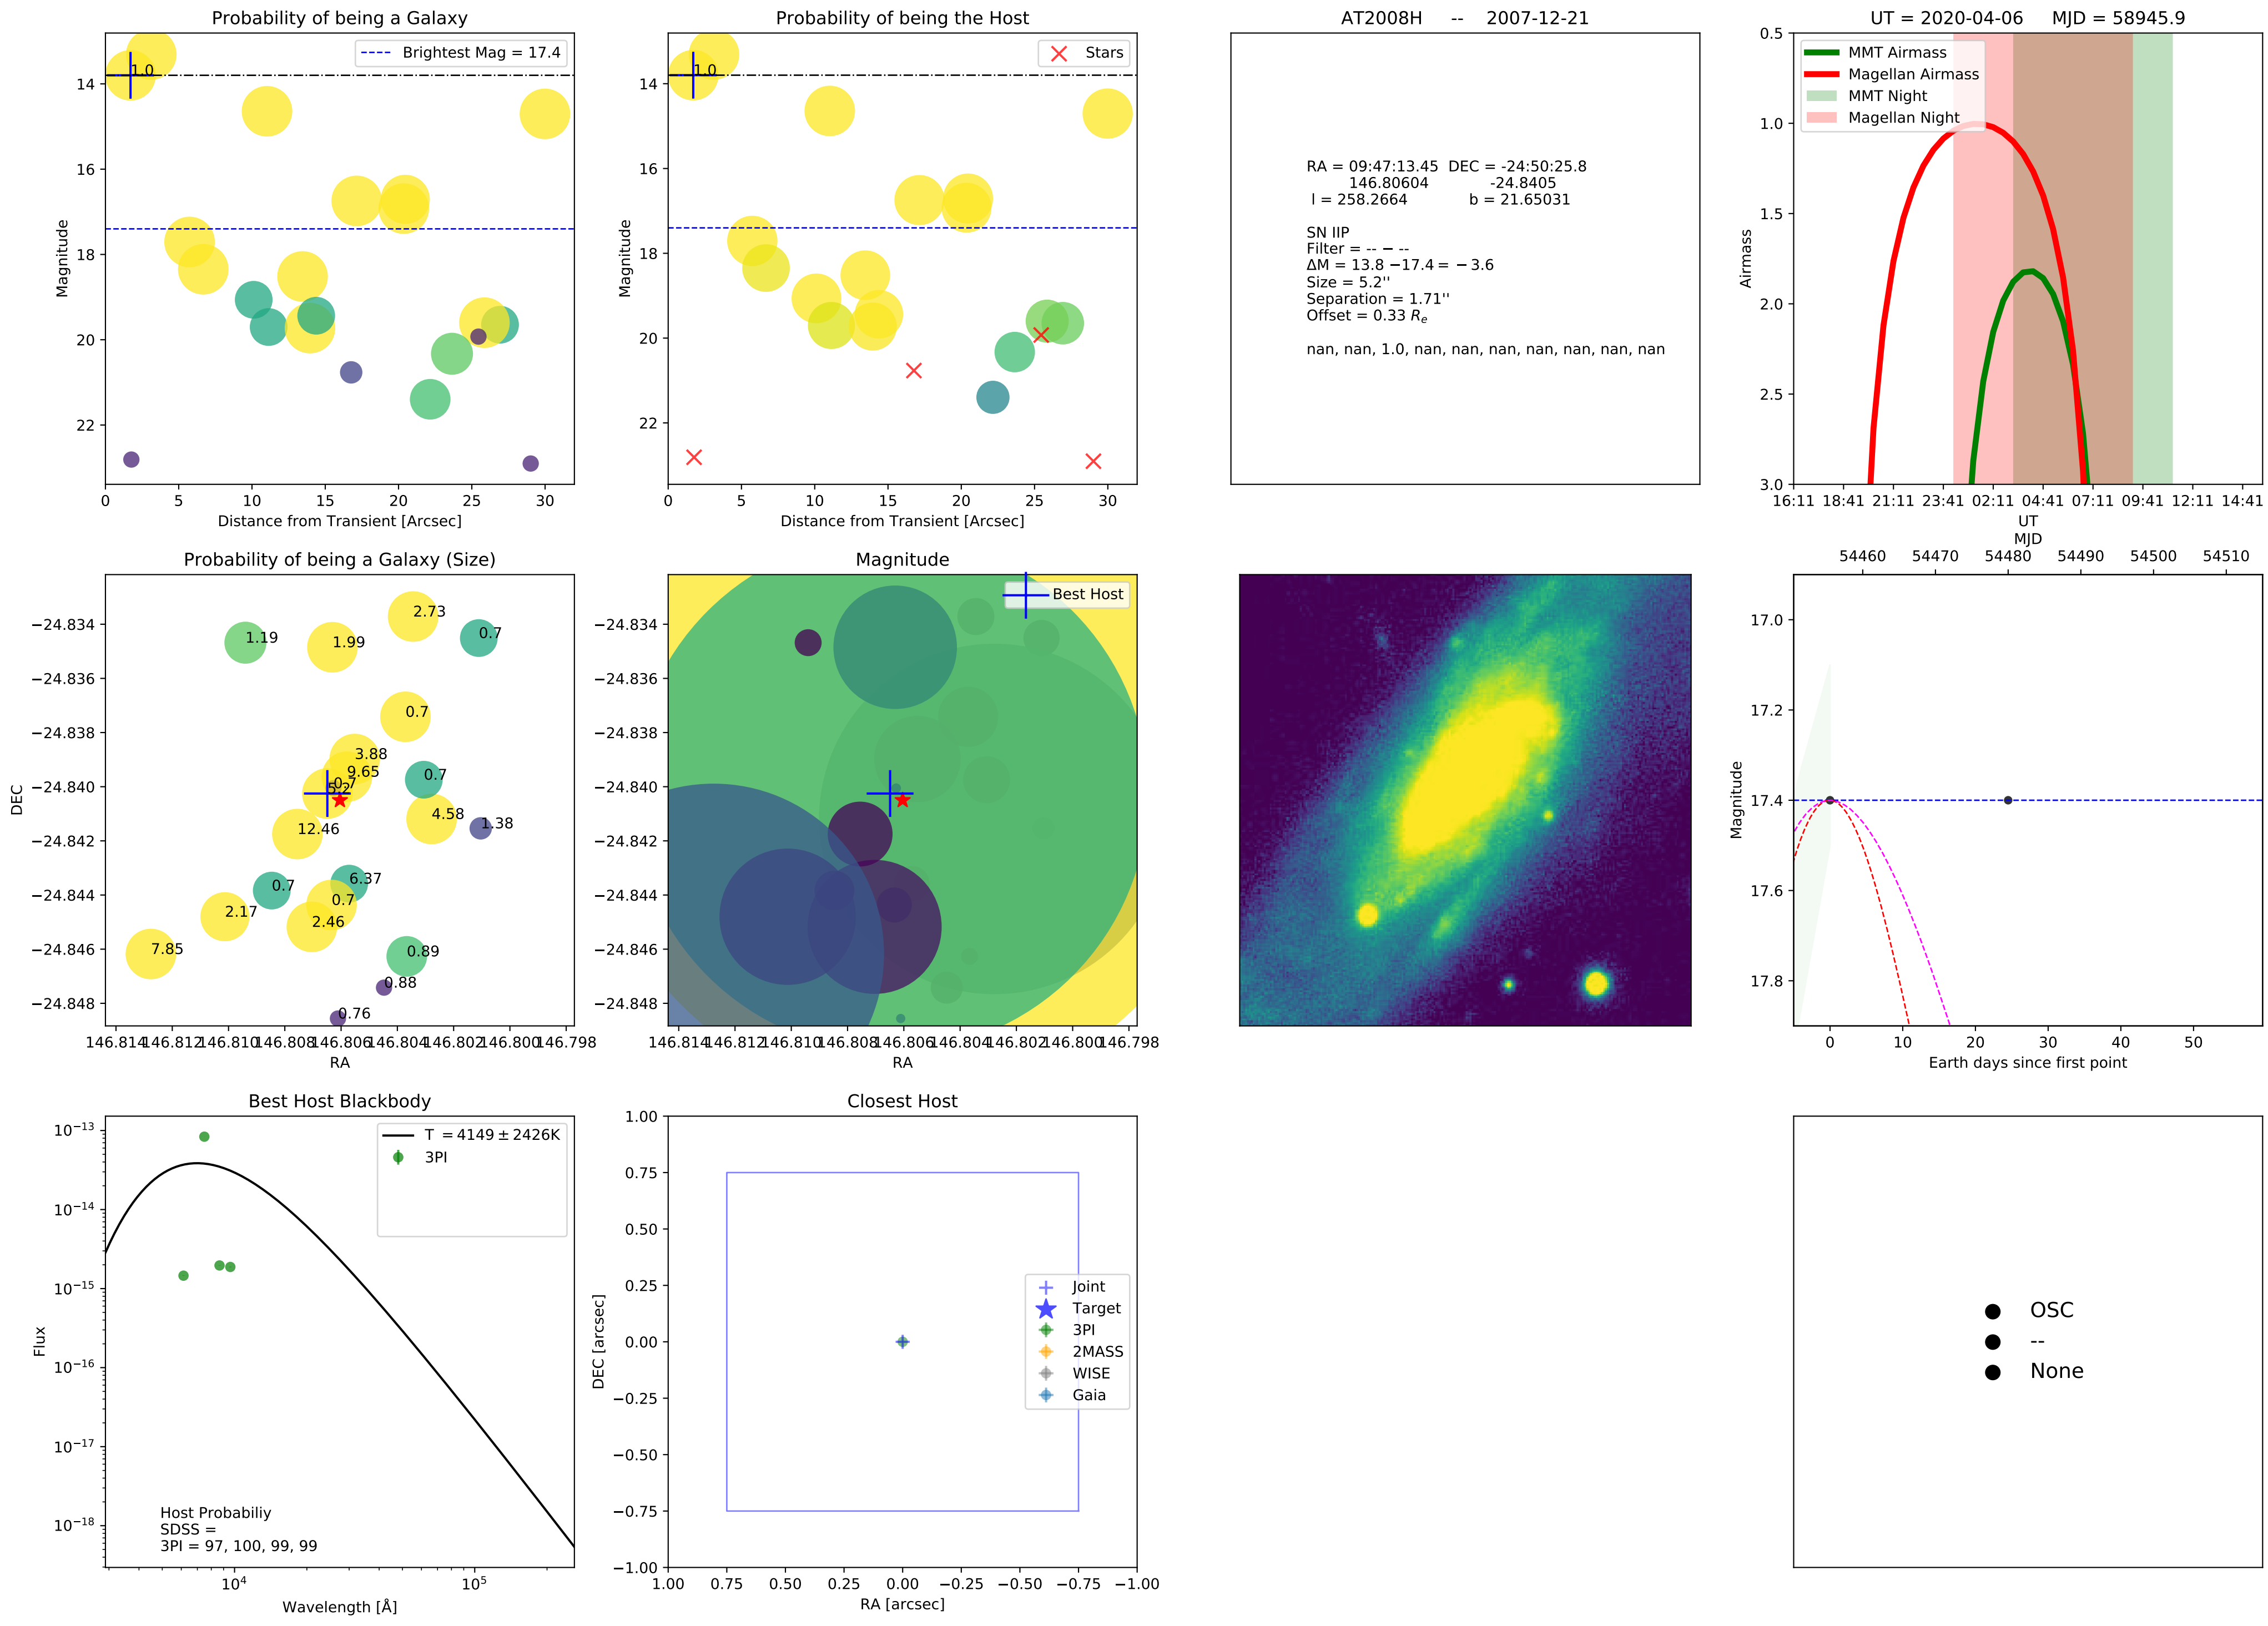 Probability of being a Galaxy
Brightest Mag = 17.4
1.0
Magnitude
14
16
18
20
22
0 5 10 15 20 25 30
Distance from Transient [Arcsec]
Probability of being the Host
Stars
1.0
Magnitude
14
16
18
20
22
0 5 10 15 20 25 30
Distance from Transient [Arcsec]
AT2008H -- 2007-12-21
RA = 09:47:13.45 DEC = -24:50:25.8
146.80604 -24.8405
l = 258.2664 b = 21.65031
SN IIP
Filter = -- − --
ΔM = 13.8 −17.4 = −3.6
Size = 5.2''
Separation = 1.71''
Offset = 0.33 Rₑ
nan, nan, 1.0, nan, nan, nan, nan, nan, nan, nan
UT = 2020-04-06 MJD = 58945.9
MMT Airmass
Magellan Airmass
MMT Night
Magellan Night
Airmass
0.5
1.0
1.5
2.0
2.5
3.0
16:11 18:41 21:11 23:41 02:11 04:41 07:11 09:41 12:11 14:41
UT
Probability of being a Galaxy (Size)
DEC
−24.834
−24.836
−24.838
−24.840
−24.842
−24.844
−24.846
−24.848
2.73
1.19
1.99
0.7
0.7
3.88
9.65
0.7
0.7
5.2
4.58
1.38
12.46
6.37
0.7
0.7
2.17
2.46
7.85
0.89
0.88
0.76
146.814 146.812 146.810 146.808 146.806 146.804 146.802 146.800 146.798
RA
Magnitude
Best Host
−24.834
−24.836
−24.838
−24.840
−24.842
−24.844
−24.846
−24.848
146.814 146.812 146.810 146.808 146.806 146.804 146.802 146.800 146.798
RA
MJD
54460 54470 54480 54490 54500 54510
Magnitude
17.0
17.2
17.4
17.6
17.8
0 10 20 30 40 50
Earth days since first point
Best Host Blackbody
T = 4149 ± 2426K
3PI
Flux
10⁻¹³
10⁻¹⁴
10⁻¹⁵
10⁻¹⁶
10⁻¹⁷
10⁻¹⁸
Host Probabiliy
SDSS =
3PI = 97, 100, 99, 99
10⁴ 10⁵
Wavelength [Å]
Closest Host
DEC [arcsec]
1.00
0.75
0.50
0.25
0.00
−0.25
−0.50
−0.75
−1.00
Joint
Target
3PI
2MASS
WISE
Gaia
1.00 0.75 0.50 0.25 0.00 −0.25 −0.50 −0.75 −1.00
RA [arcsec]
OSC
--
None